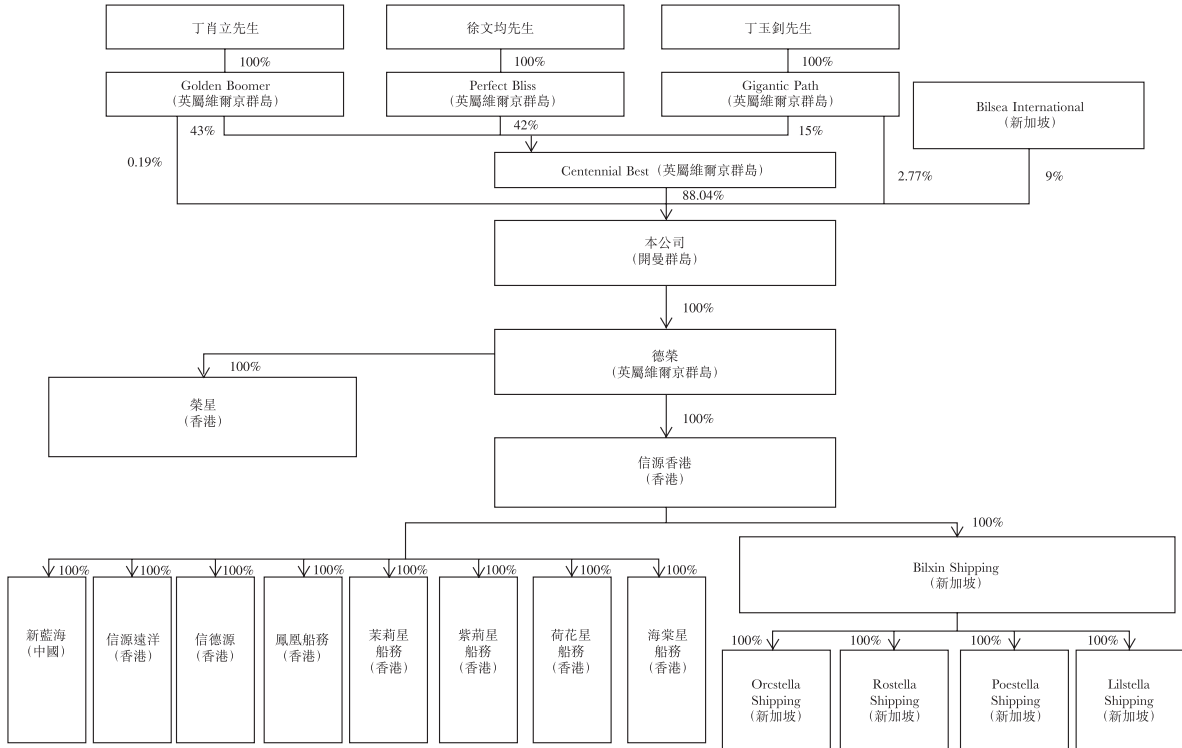 丁肖立先生
徐文均先生
丁玉釗先生
100%
100%
100%
Golden Boomer
(英屬維爾京群島)
Perfect Bliss
(英屬維爾京群島)
Gigantic Path
(英屬維爾京群島)
Bilsea International
(新加坡)
43%
42%
15%
0.19%
Centennial Best (英屬維爾京群島)
2.77%
9%
88.04%
本公司
(開曼群島)
100%
德榮
(英屬維爾京群島)
100%
榮星
(香港)
100%
信源香港
(香港)
100%
Bilxin Shipping
(新加坡)
100%
100%
100%
100%
100%
100%
100%
100%
新藍海
(中國)
信源遠洋
(香港)
信德源
(香港)
鳳凰船務
(香港)
茉莉星
船務
(香港)
紫荊星
船務
(香港)
荷花星
船務
(香港)
海棠星
船務
(香港)
100%
100%
100%
100%
Orcstella
Shipping
(新加坡)
Rostella
Shipping
(新加坡)
Poestella
Shipping
(新加坡)
Lilstella
Shipping
(新加坡)